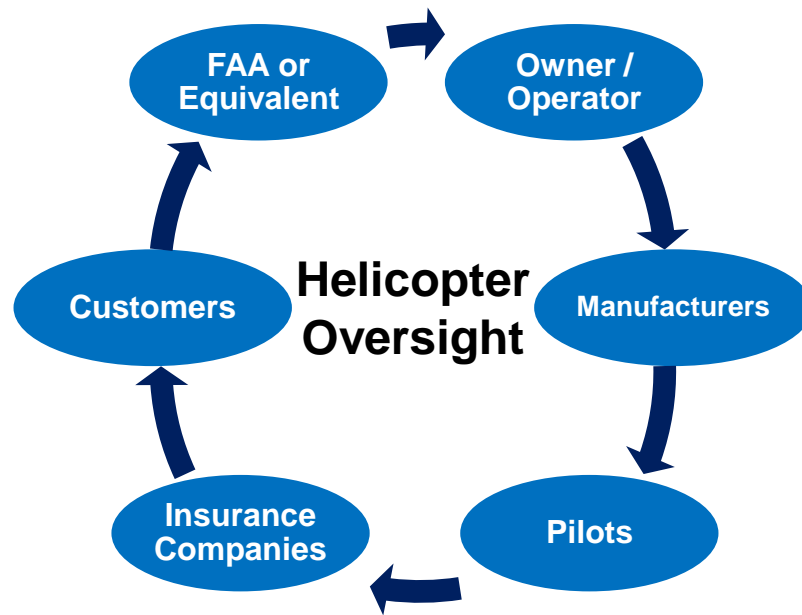 FAA or
Equivalent
Owner /
Operator
Customers
Helicopter
Oversight
Manufacturers
Insurance
Companies
Pilots